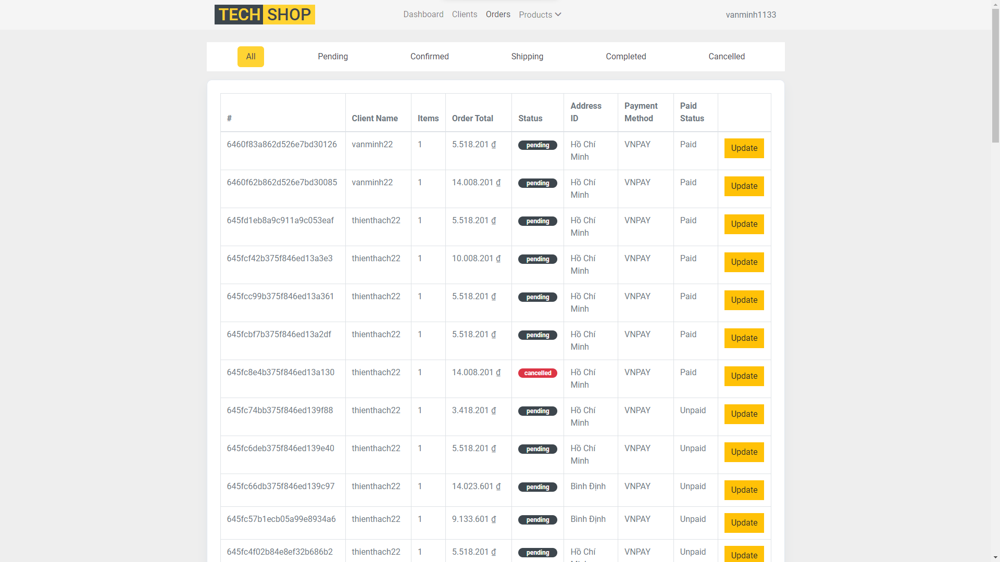 TECH SHOP
Dashboard Clients Orders Products
vanminh1133
All Pending Confirmed Shipping Completed Cancelled
# Client Name Items Order Total Status Address ID Payment Method Paid Status
6460f83a862d526e7bd30126 vanminh22 1 5.518.201 ₫ pending Hồ Chí Minh VNPAY Paid Update
6460f62b862d526e7bd30085 vanminh22 1 14.008.201 ₫ pending Hồ Chí Minh VNPAY Paid Update
645fd1eb8a9c911a9c053eaf thienthach22 1 5.518.201 ₫ pending Hồ Chí Minh VNPAY Paid Update
645fcf42b375f846ed13a3e3 thienthach22 1 10.008.201 ₫ pending Hồ Chí Minh VNPAY Paid Update
645fcc99b375f846ed13a361 thienthach22 1 5.518.201 ₫ pending Hồ Chí Minh VNPAY Paid Update
645fcbf7b375f846ed13a2df thienthach22 1 5.518.201 ₫ pending Hồ Chí Minh VNPAY Paid Update
645fc8e4b375f846ed13a130 thienthach22 1 14.008.201 ₫ cancelled Hồ Chí Minh VNPAY Paid Update
645fc74bb375f846ed139f88 thienthach22 1 3.418.201 ₫ pending Hồ Chí Minh VNPAY Unpaid Update
645fc6deb375f846ed139e40 thienthach22 1 5.518.201 ₫ pending Hồ Chí Minh VNPAY Unpaid Update
645fc66db375f846ed139c97 thienthach22 1 14.023.601 ₫ pending Bình Định VNPAY Unpaid Update
645fc57b1ecb05a99e8934a6 thienthach22 1 9.133.601 ₫ pending Bình Định VNPAY Unpaid Update
645fc4f02b84e8ef32b686b2 thienthach22 1 5.518.201 ₫ pending Hồ Chí VNPAY Unpaid Update